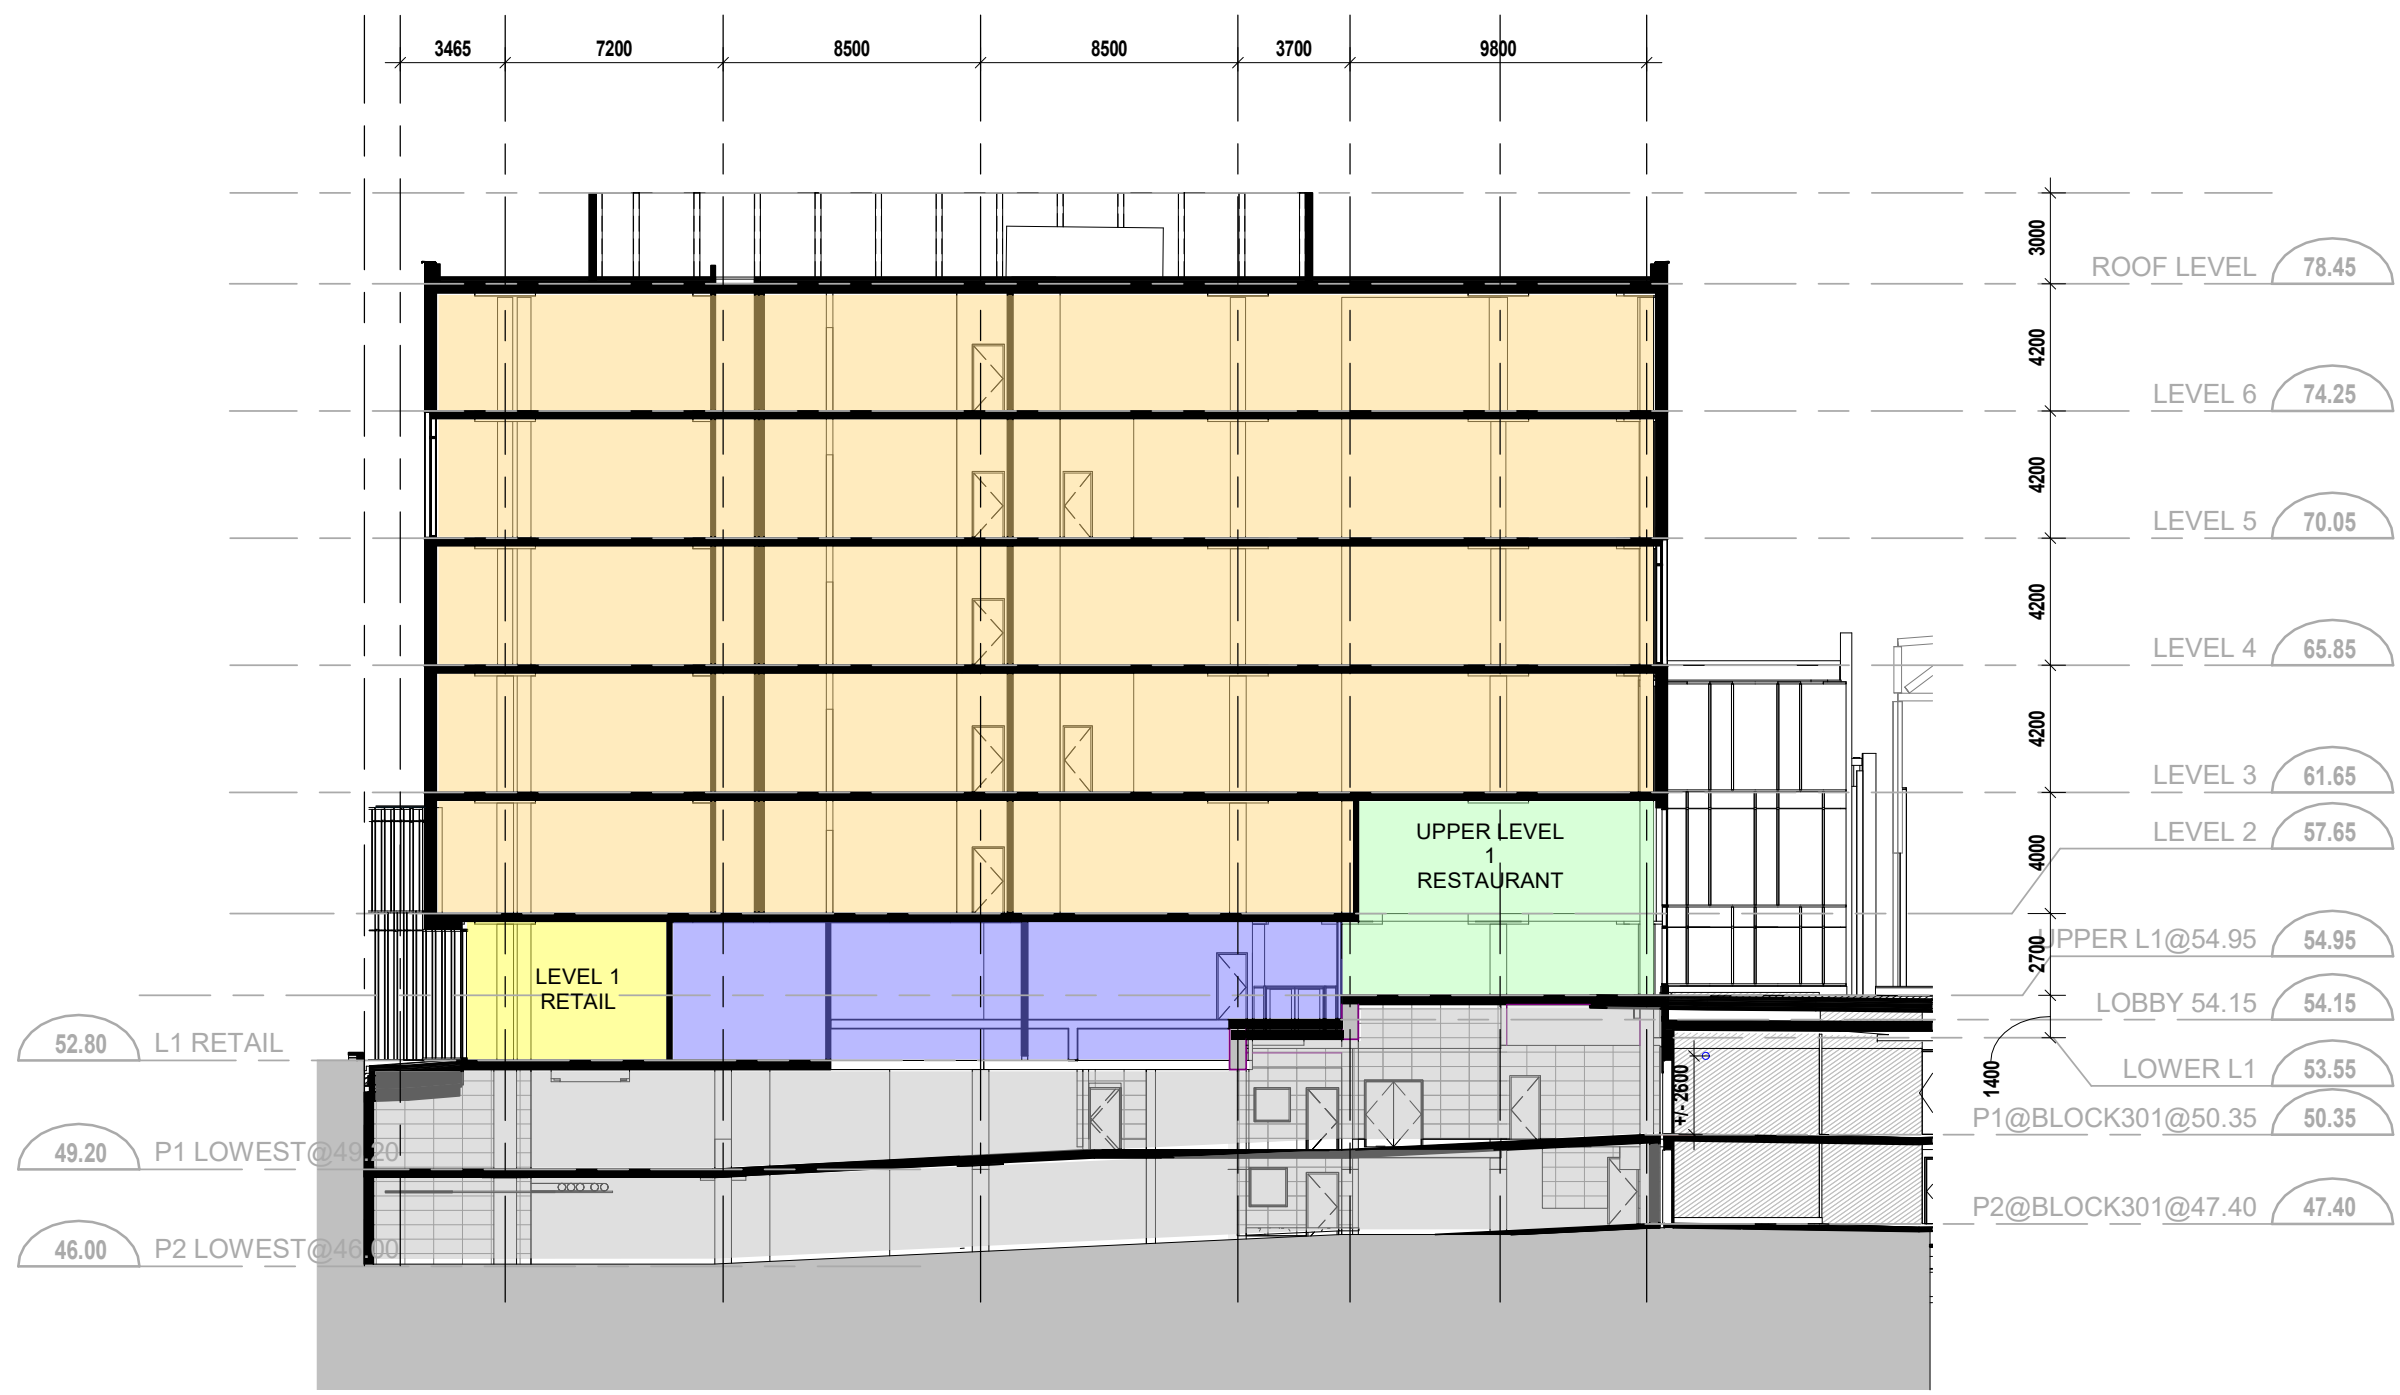 3465 7200 8500 8500 3700 9800
3000
ROOF LEVEL 78.45
4200
LEVEL 6 74.25
4200
LEVEL 5 70.05
4200
LEVEL 4 65.85
4200
LEVEL 3 61.65
UPPER LEVEL
1
RESTAURANT
4000
LEVEL 2 57.65
LEVEL 1
RETAIL
2700
UPPER L1@54.95 54.95
LOBBY 54.15 54.15
52.80 L1 RETAIL
1400
LOWER L1 53.55
+/- 2600
P1@BLOCK301@50.35 50.35
49.20 P1 LOWEST@49.20
P2@BLOCK301@47.40 47.40
46.00 P2 LOWEST@46.00